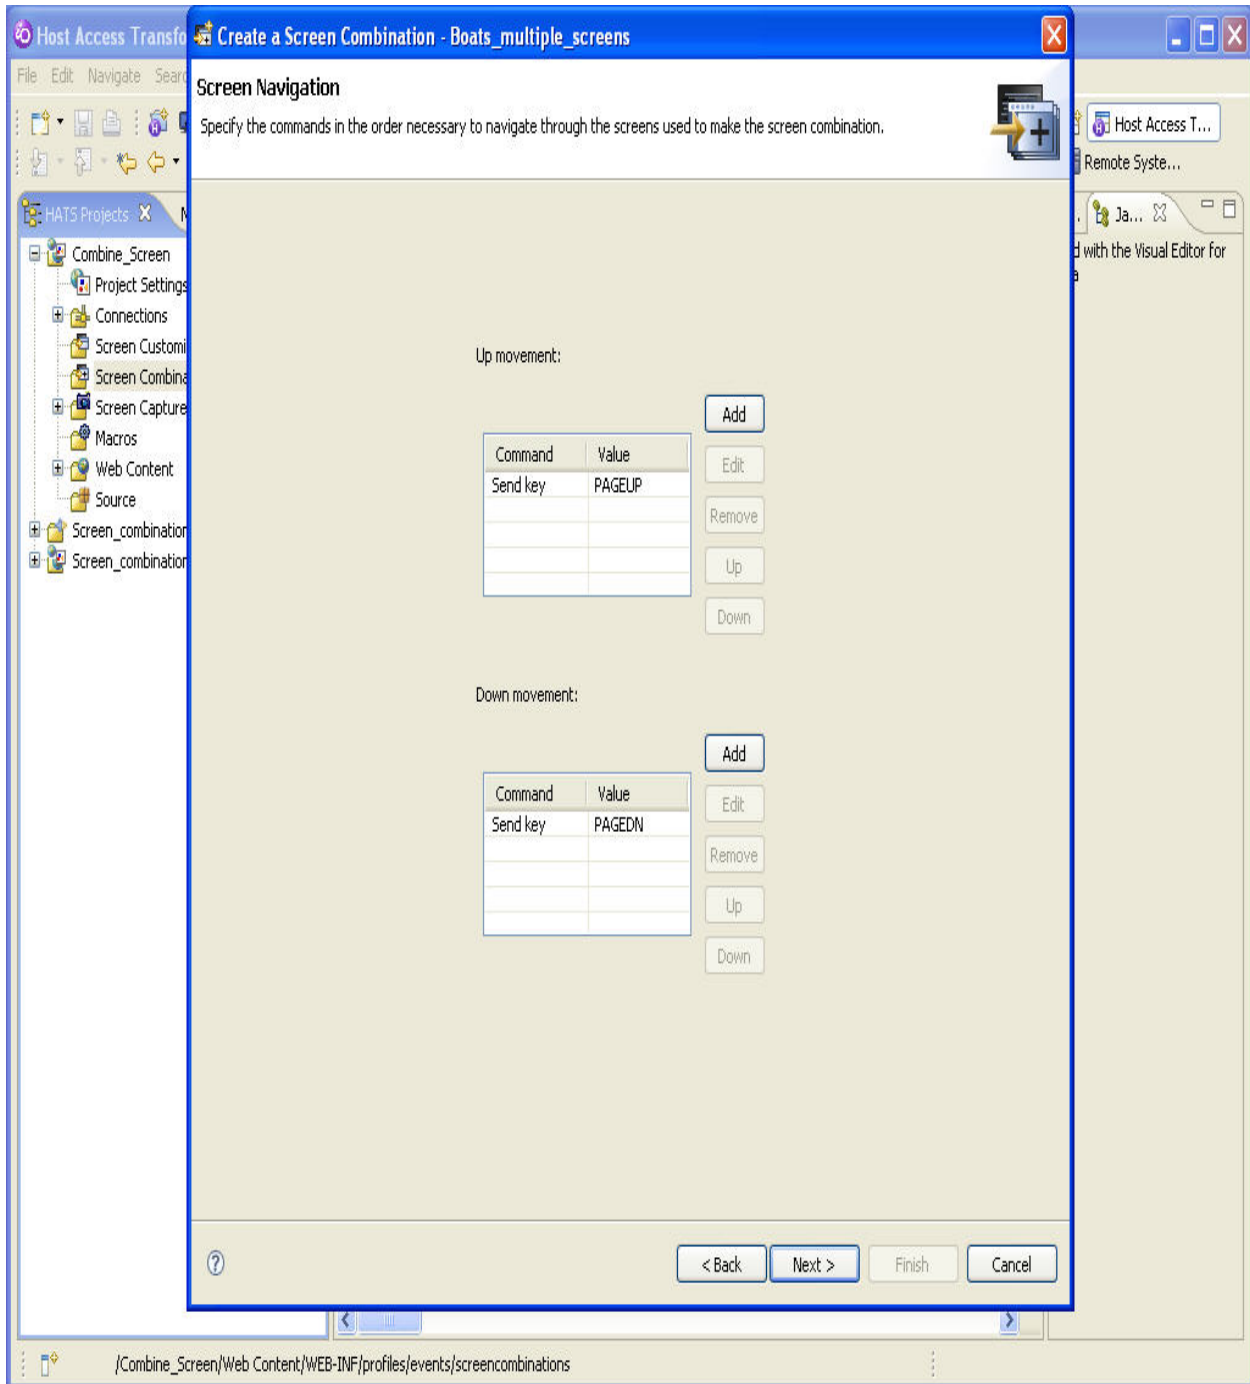 Host Access Transfo
Create a Screen Combination - Boats_multiple_screens
File Edit Navigate Sear
Screen Navigation
Specify the commands in the order necessary to navigate through the screens used to make the screen combination.
Host Access T...
Remote Syste...
HATS Projects
Ja...
d with the Visual Editor for
a
Combine_Screen
Project Settings
Connections
Screen Customi
Screen Combina
Screen Capture
Macros
Web Content
Source
Screen_combination
Screen_combination
Up movement:
Add
Command Value
Edit
Send key PAGEUP
Remove
Up
Down
Down movement:
Add
Command Value
Edit
Send key PAGEDN
Remove
Up
Down
< Back Next > Finish Cancel
/Combine_Screen/Web Content/WEB-INF/profiles/events/screencombinations